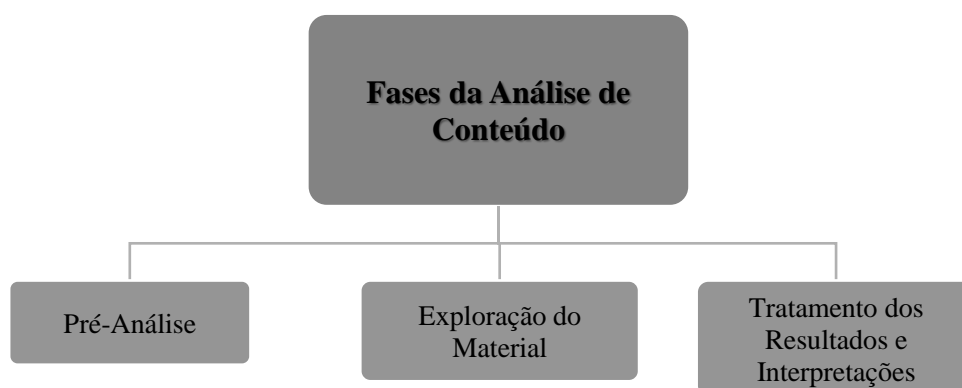 Fases da Análise de
Conteúdo
Pré-Análise
Exploração do
Material
Tratamento dos
Resultados e
Interpretações